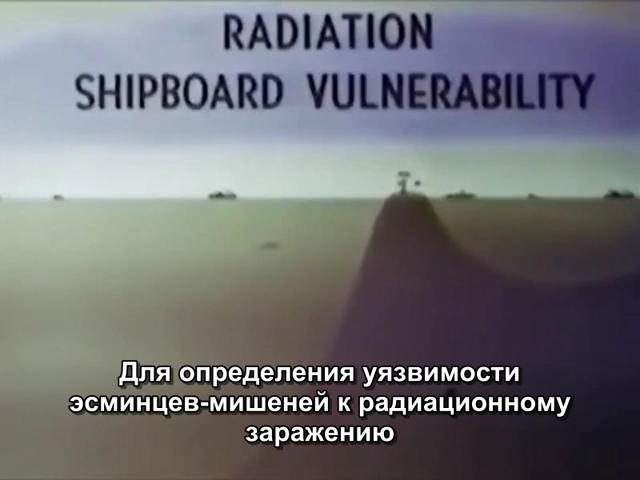 RADIATION
SHIPBOARD VULNERABILITY
Для определения уязвимости
эсминцев-мишеней к радиационному
заражению